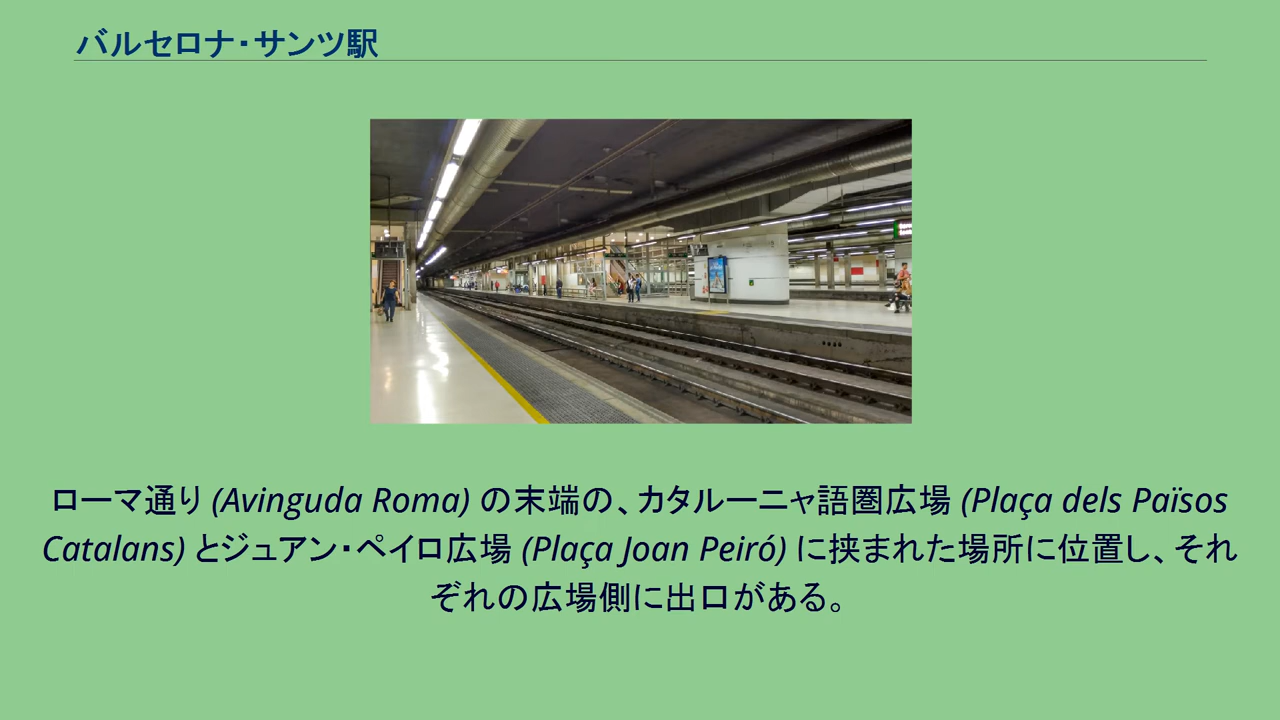 バルセロナ・サンツ駅
ローマ通り (Avinguda Roma) の末端の、カタルーニャ語圏広場 (Plaça dels Països
Catalans) とジュアン・ペイロ広場 (Plaça Joan Peiró) に挟まれた場所に位置し、それ
ぞれの広場側に出口がある。